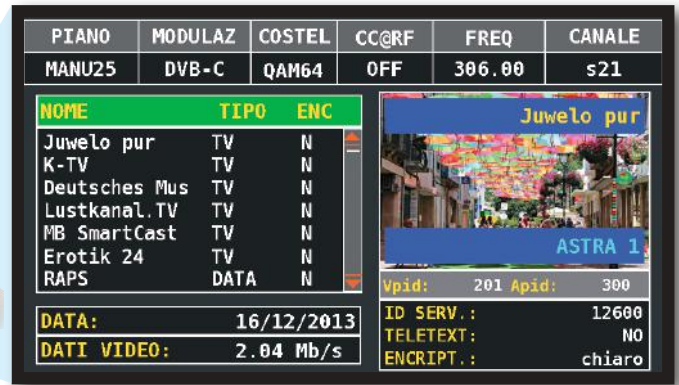 PIANO MODULAZ COSTEL CC@RF FREQ CANALE
MANU25 DVB-C QAM64 OFF 306.00 s21
NOME TIPO ENC
Juwelo pur TV N
K-TV TV N
Deutsches Mus TV N
Lustkanal.TV TV N
MB SmartCast TV N
Erotik 24 TV N
RAPS DATA N
DATA: 16/12/2013
DATI VIDEO: 2.04 Mb/s
Juwelo pur
ASTRA 1
Vpid: 201 Apid: 300
ID SERV.: 12600
TELETEXT: NO
ENCRIPT.: chiaro